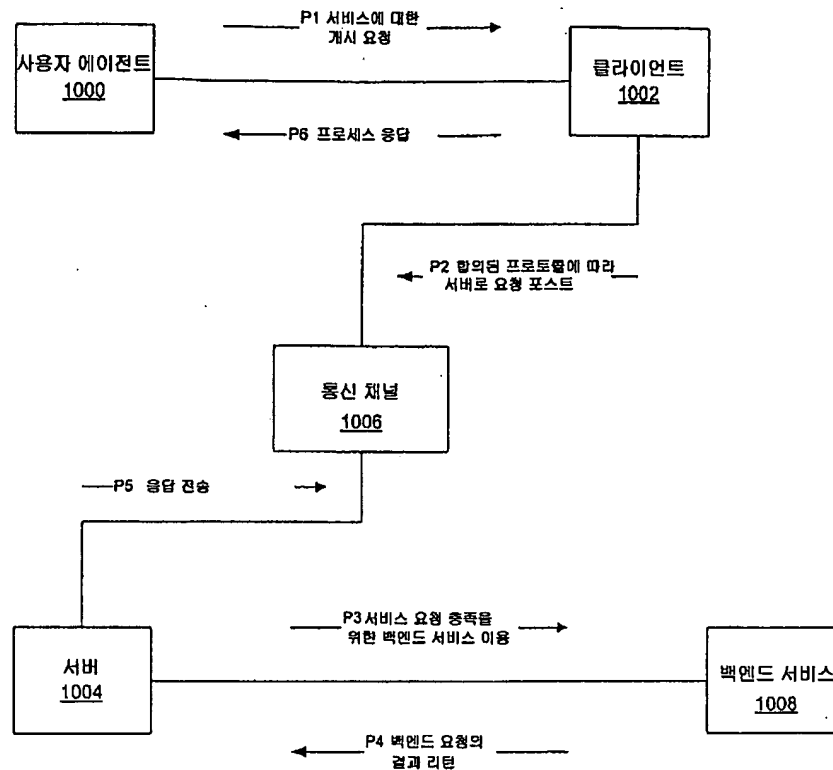 P1 서비스에 대한
개시 요청
사용자 에이전트
1000
클라이언트
1002
P6 프로세스 응답
P2 합의된 프로토콜에 따라
서버로 요청 포스트
통신 채널
1006
P5 응답 전송
P3 서비스 요청 충족을
위한 백엔드 서비스 이용
서버
1004
백엔드 서비스
1008
P4 백엔드 요청의
결과 리턴